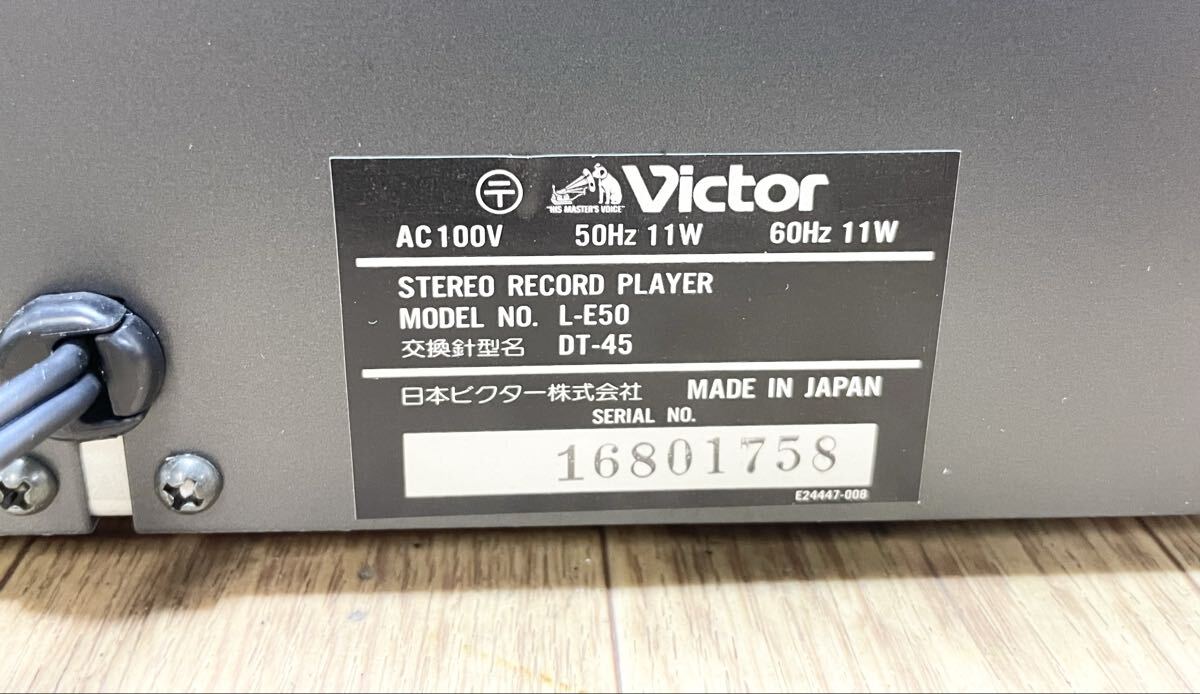 〒 "HIS MASTER'S VOICE" Victor
AC100V 50Hz 11W 60Hz 11W
STEREO RECORD PLAYER
MODEL NO. L-E50
交換針型名 DT-45
日本ビクター株式会社 MADE IN JAPAN
SERIAL NO.
16801758
E24447-008